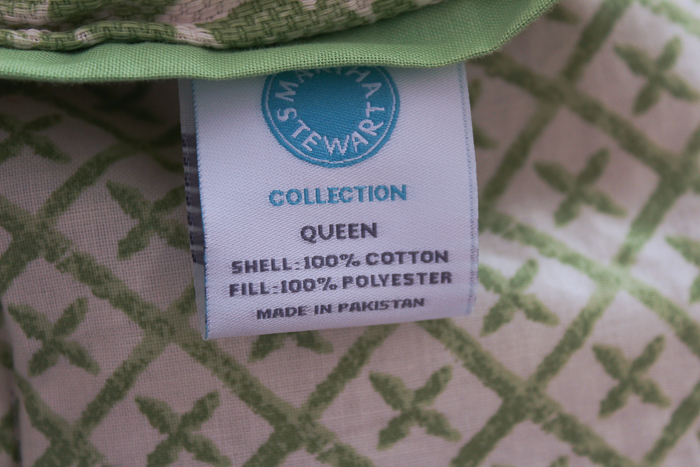 MARTHA
STEWART
COLLECTION
QUEEN
SHELL:100% COTTON
FILL:100% POLYESTER
MADE IN PAKISTAN